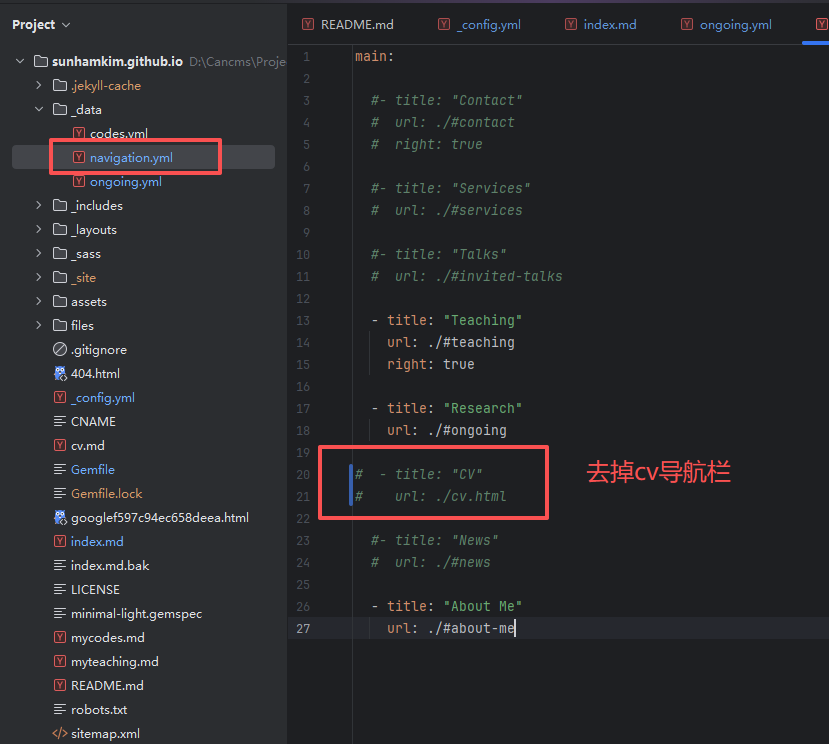 Project
sunhamkim.github.io D:\Cancms\Proje
.jekyll-cache
_data
codes.yml
navigation.yml
ongoing.yml
_includes
_layouts
_sass
_site
assets
files
.gitignore
404.html
_config.yml
CNAME
cv.md
Gemfile
Gemfile.lock
googlef597c94ec658deea.html
index.md
index.md.bak
LICENSE
minimal-light.gemspec
mycodes.md
myteaching.md
README.md
robots.txt
sitemap.xml
README.md _config.yml index.md ongoing.yml
1 main:
2
3 #- title: "Contact"
4 #  url: ./#contact
5 #  right: true
6
7 #- title: "Services"
8 #  url: ./#services
9
10 #- title: "Talks"
11 #  url: ./#invited-talks
12
13 - title: "Teaching"
14 url: ./#teaching
15 right: true
16
17 - title: "Research"
18 url: ./#ongoing
19
20 #  - title: "CV"
21 #    url: ./cv.html
22
23 #- title: "News"
24 #  url: ./#news
25
26 - title: "About Me"
27 url: ./#about-me
去掉cv导航栏